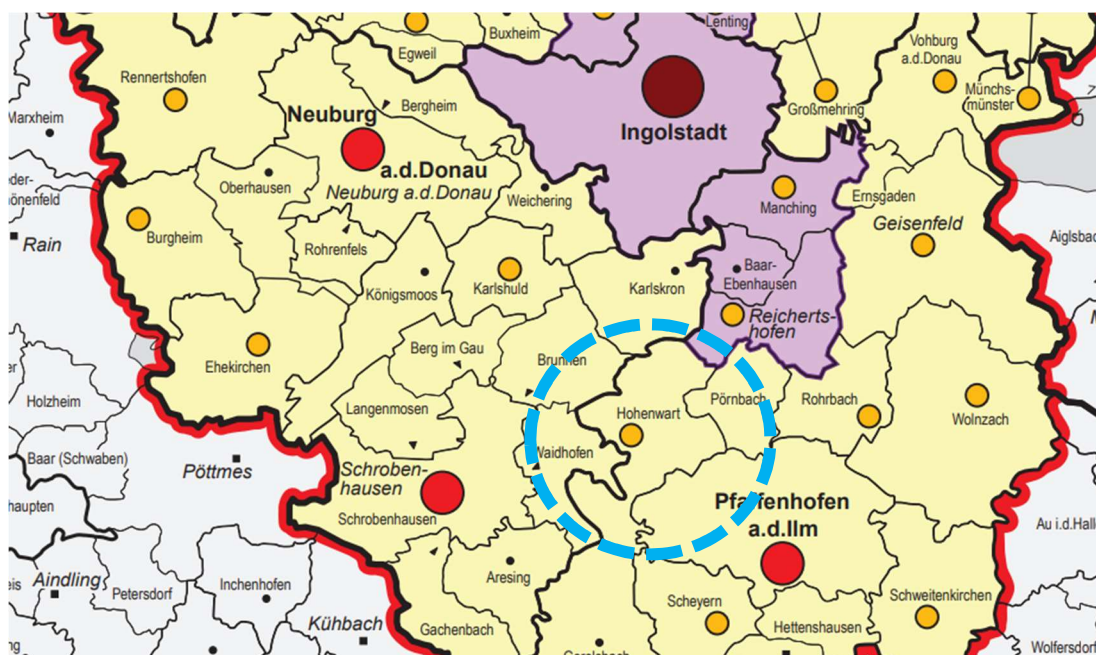 Lenting
Buxheim
Egweil
Vohburg
a.d.Donau
Rennertshofen
Münchs-
münster
Bergheim
Großmehring
Neuburg
Marxheim
Ingolstadt
a.d.Donau
Oberhausen
Neuburg a.d.Donau
Weichering
Manching
Ernsgaden
Geisenfeld
Burgheim
Rain
Rohrenfels
Aiglsba
Königsmoos
Karlshuld
Karlskron
Baar-
Ebenhausen
Reicherts-
hofen
Berg im Gau
Brunnen
Ehekirchen
Holzheim
Langenmosen
Hohenwart
Pörnbach
Rohrbach
Wolnzach
Waidhofen
Baar (Schwaben)
Pöttmes
Schroben-
hausen
Pfaffenhofen
a.d.Ilm
haupten
Schrobenhausen
Au i.d.Halle
Aindling
Inchenhofen
Petersdorf
Aresing
Scheyern
Schweitenkirchen
Kühbach
Gachenbach
Hettenshausen
Wolfersdorf